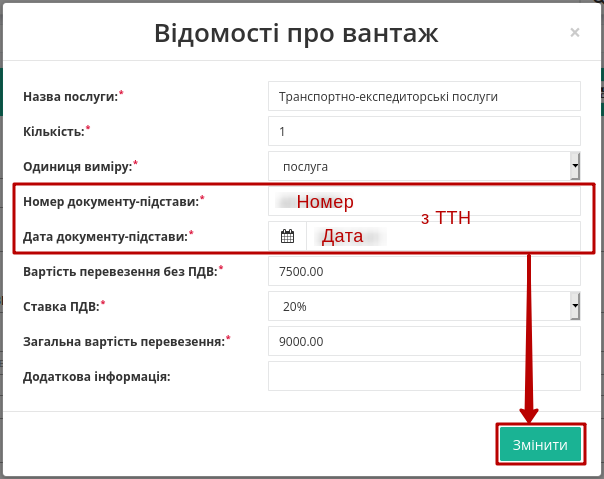 Відомості про вантаж ×
Назва послуги:* Транспортно-експедиторські послуги
Кількість:* 1
Одиниця виміру:* послуга
Номер документу-підстави:* Номер
з ТТН
Дата документу-підстави:* Дата
Вартість перевезення без ПДВ:* 7500.00
Ставка ПДВ:* 20%
Загальна вартість перевезення:* 9000.00
Додаткова інформація:
Змінити